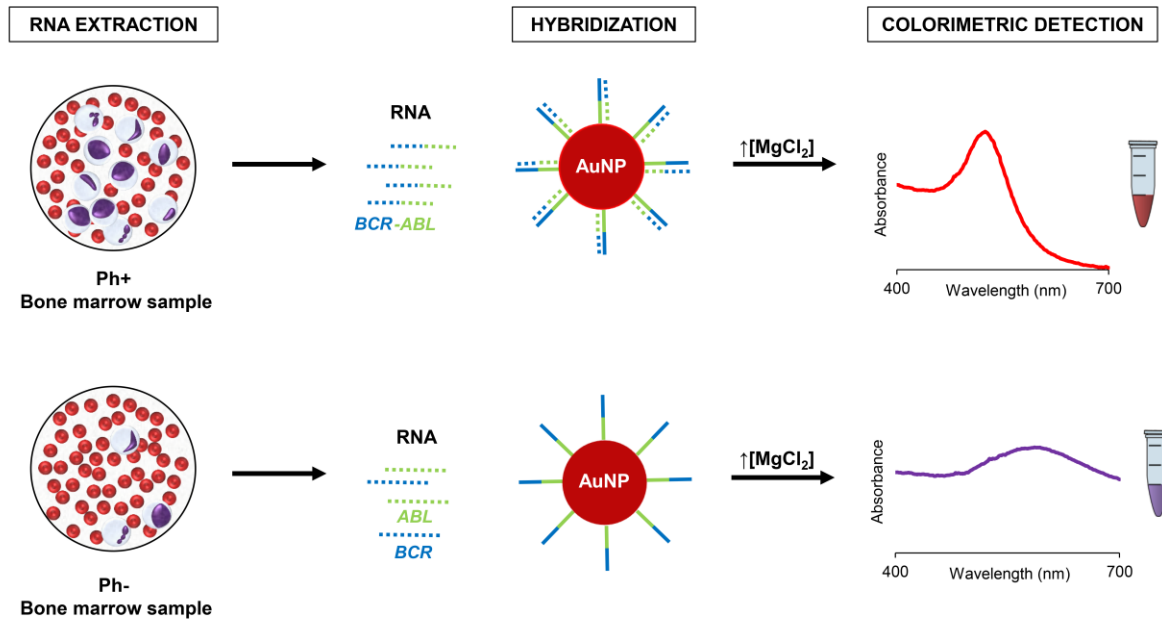 RNA EXTRACTION
HYBRIDIZATION
COLORIMETRIC DETECTION
RNA
BCR-ABL
Ph+
Bone marrow sample
AuNP
↑[MgCl₂]
Absorbance
400
Wavelength (nm)
700
RNA
ABL
BCR
Ph-
Bone marrow sample
AuNP
↑[MgCl₂]
Absorbance
400
Wavelength (nm)
700